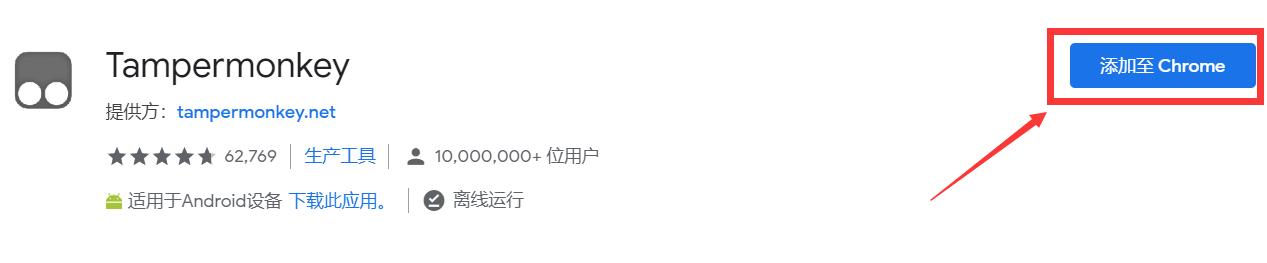 Tampermonkey
添加至 Chrome
提供方：tampermonkey.net
62,769 生产工具 10,000,000+ 位用户
适用于Android设备 下载此应用。 离线运行